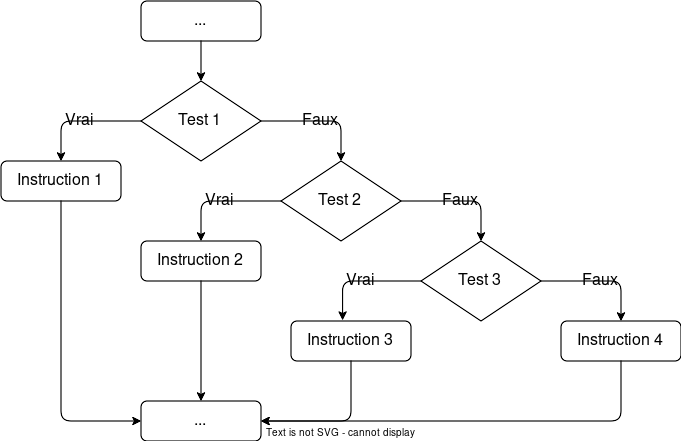 ...
Test 1
Vrai
Faux
Instruction 1
Test 2
Vrai
Faux
Instruction 2
Test 3
Vrai
Faux
Instruction 3
Instruction 4
...
Text is not SVG - cannot display